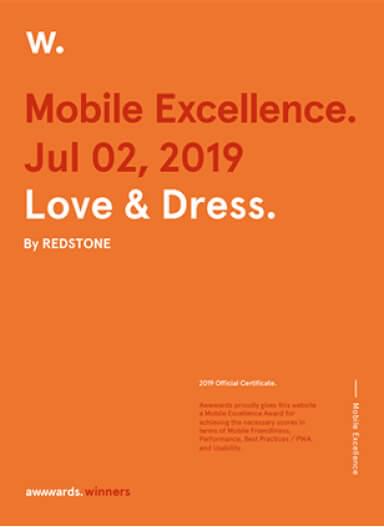 W.
Mobile Excellence.
Jul 02, 2019
Love & Dress.
By REDSTONE
2019 Official Certificate.
Awwwards proudly gives this website
a Mobile Excellence Award for
achieving the necessary scores in
terms of Mobile Friendliness,
Performance, Best Practices / PWA
and Usability.
Mobile Excellence
awwwards.winners